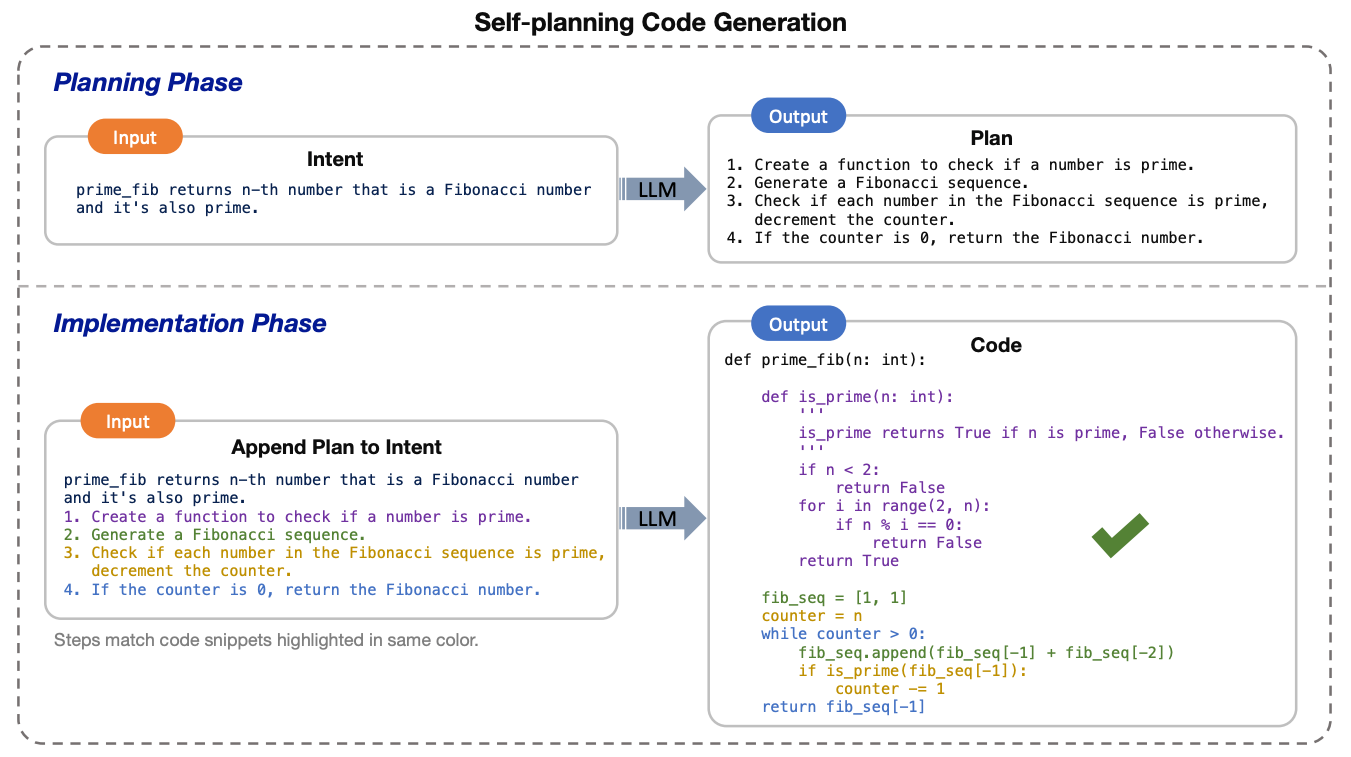 Self-planning Code Generation
Planning Phase
Input
Intent
prime_fib returns n-th number that is a Fibonacci number
and it's also prime.
LLM
Output
Plan
1. Create a function to check if a number is prime.
2. Generate a Fibonacci sequence.
3. Check if each number in the Fibonacci sequence is prime,
decrement the counter.
4. If the counter is 0, return the Fibonacci number.
Implementation Phase
Input
Append Plan to Intent
prime_fib returns n-th number that is a Fibonacci number
and it's also prime.
1. Create a function to check if a number is prime.
2. Generate a Fibonacci sequence.
3. Check if each number in the Fibonacci sequence is prime,
decrement the counter.
4. If the counter is 0, return the Fibonacci number.
Steps match code snippets highlighted in same color.
LLM
Output
Code
def prime_fib(n: int):
def is_prime(n: int):
'''
is_prime returns True if n is prime, False otherwise.
'''
if n < 2:
return False
for i in range(2, n):
if n % i == 0:
return False
return True
fib_seq = [1, 1]
counter = n
while counter > 0:
fib_seq.append(fib_seq[-1] + fib_seq[-2])
if is_prime(fib_seq[-1]):
counter -= 1
return fib_seq[-1]